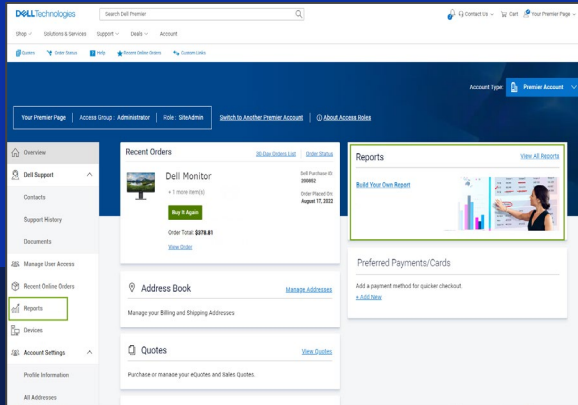 DELLTechnologies
Search Dell Premier
Contact Us
Cart
Your Premier Page
Shop
Solutions & Services
Support
Deals
Account
Quotes
Order Status
Help
Recent Online Orders
Custom Links
Account Type:
Premier Account
Your Premier Page
Access Group: Administrator
Role: SiteAdmin
Switch to Another Premier Account
About Access Roles
Overview
Dell Support
Contacts
Support History
Documents
Manage User Access
Recent Online Orders
Reports
Devices
Account Settings
Profile Information
All Addresses
Recent Orders
30 Day Orders List
Order Status
Dell Monitor
+ 1 more item(s)
Buy It Again
Order Total: $378.81
View Order
Dell Purchase ID:
200852
Order Placed On:
August 17, 2022
Address Book
Manage Addresses
Manage your Billing and Shipping Addresses
Quotes
View Quotes
Purchase or manage your eQuotes and Sales Quotes.
Reports
View All Reports
Build Your Own Report
Preferred Payments/Cards
Add a payment method for quicker checkout.
+ Add New